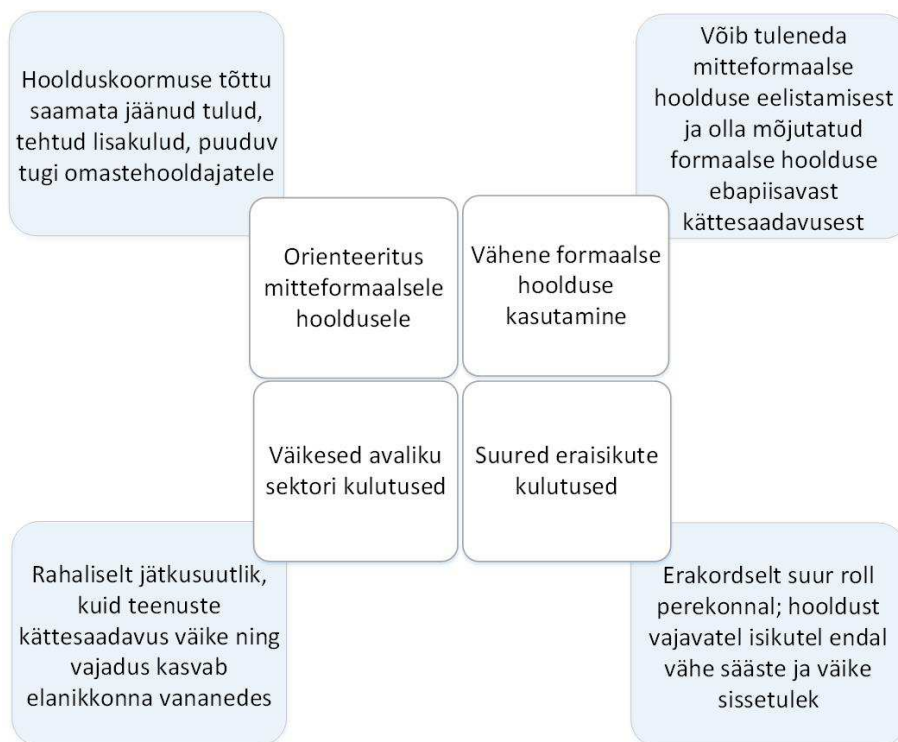 Hoolduskoormuse tõttu
saamata jäänud tulud,
tehtud lisakulud, puuduv
tugi omastehooldajatele
Võib tuleneda
mitteformaalse
hoolduse eelistamisest
ja olla mõjutatud
formaalse hoolduse
ebapiisavast
kättesaadavusest
Orienteeritus
mitteformaalsele
hooldusele
Vähene formaalse
hoolduse
kasutamine
Väikesed avaliku
sektori kulutused
Suured eraisikute
kulutused
Rahaliselt jätkusuutlik,
kuid teenuste
kättesaadavus väike ning
vajadus kasvab
elanikkonna vananedes
Erakordselt suur roll
perekonnal; hooldust
vajavatel isikutel endal
vähe sääste ja väike
sissetulek